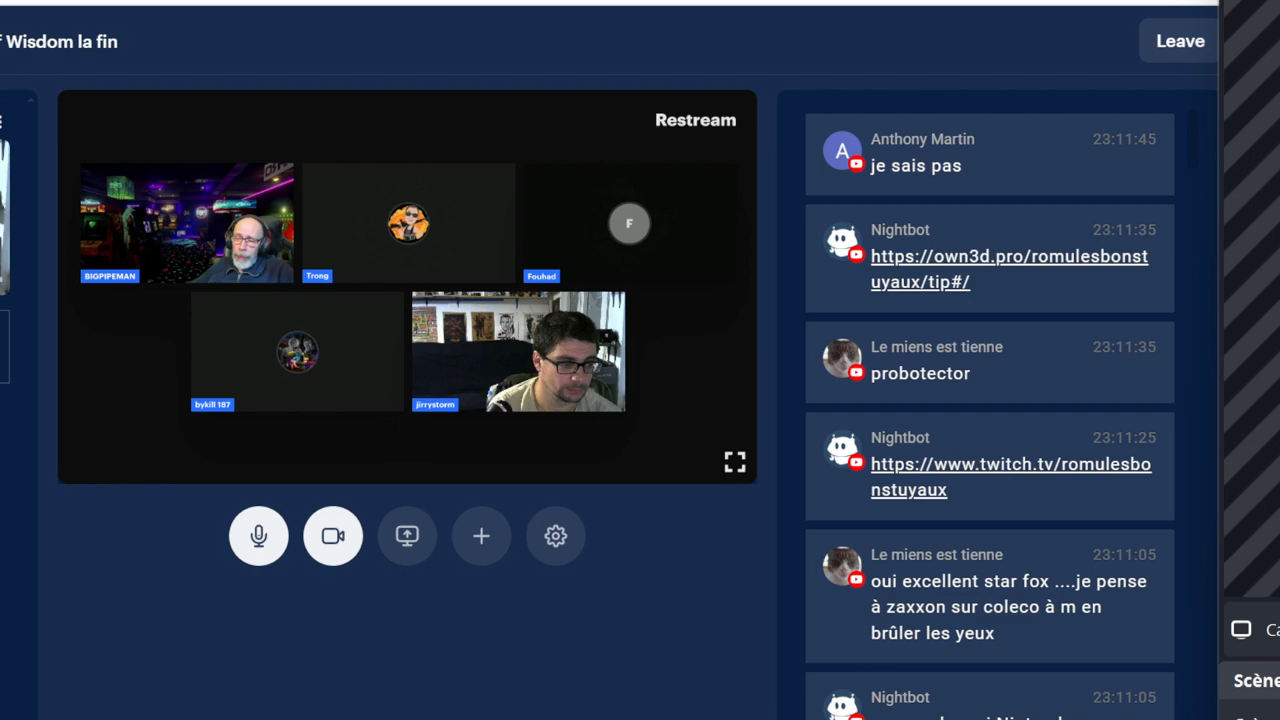 Wisdom la fin
Leave
Restream
BIGPIPEMAN
Trong
F
Fouhad
bykill 187
jirrystorm
A
Anthony Martin 23:11:45
je sais pas
Nightbot 23:11:35
https://own3d.pro/romulesbonst
uyaux/tip#/
Le miens est tienne 23:11:35
probotector
Nightbot 23:11:25
https://www.twitch.tv/romulesbo
nstuyaux
Le miens est tienne 23:11:05
oui excellent star fox ....je pense
à zaxxon sur coleco à m en
brûler les yeux
Nightbot 23:11:05
Ca
Scène